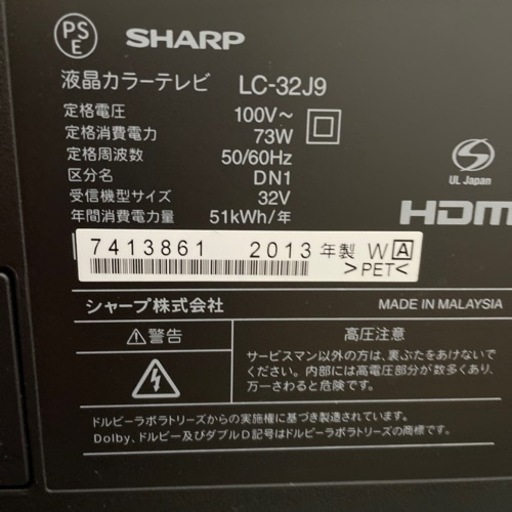 PS
E
SHARP
液晶カラーテレビ LC-32J9
定格電圧 100V～
定格消費電力 73W
定格周波数 50/60Hz
区分名 DN1
受信機型サイズ 32V
年間消費電力量 51kWh/年
UL Japan
HDM
7413861 2013 年製 W A
>PET<
シャープ株式会社 MADE IN MALAYSIA
⚠警告
高圧注意
サービスマン以外の方は、裏ぶたをあけないで
ください。内部には高電圧部分が数多くあり、
万一さわると危険です。
ドルビーラボラトリーズからの実施権に基づき製造されています。
Dolby、ドルビー及びダブルD記号はドルビーラボラトリーズの商標です。